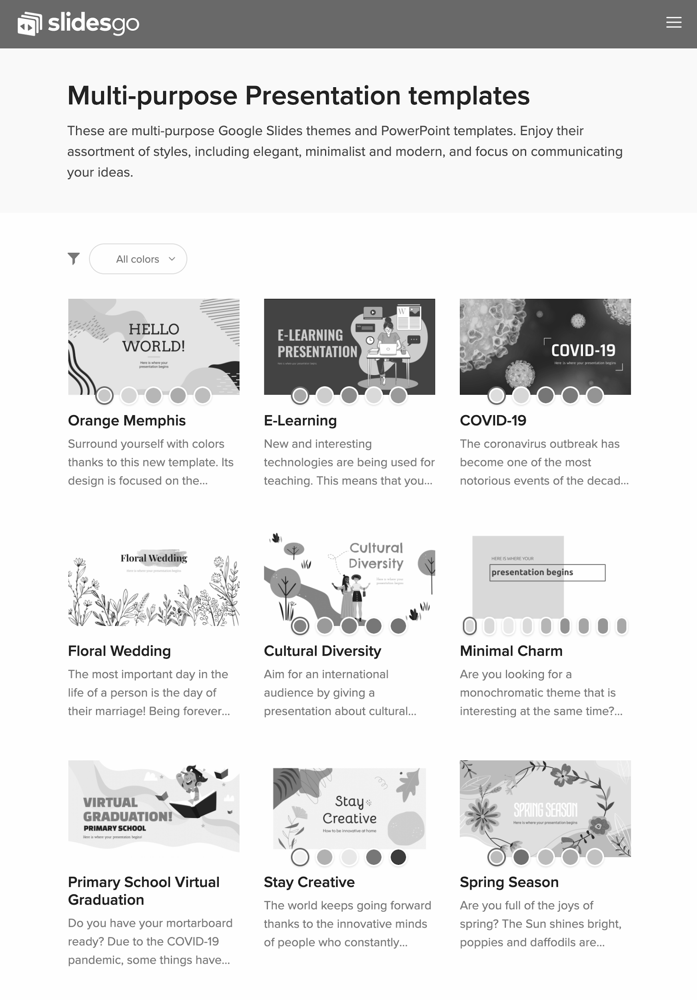 slidesgo
Multi-purpose Presentation templates
These are multi-purpose Google Slides themes and PowerPoint templates. Enjoy their
assortment of styles, including elegant, minimalist and modern, and focus on communicating
your ideas.
All colors
HELLO
WORLD!
Here is where your
presentation begins
Orange Memphis
Surround yourself with colors
thanks to this new template. Its
design is focused on the...
W
E-LEARNING
PRESENTATION
Here is where your presentation begins
E-Learning
New and interesting
technologies are being used for
teaching. This means that you...
COVID-19
Here is where your presentation begins
COVID-19
The coronavirus outbreak has
become one of the most
notorious events of the decad...
Floral Wedding
Here is where your presentation begins
Floral Wedding
The most important day in the
life of a person is the day of
their marriage! Being forever...
Cultural
Diversity
Here is where your
presentation begins
Cultural Diversity
Aim for an international
audience by giving a
presentation about cultural...
HERE IS WHERE YOUR
presentation begins
Minimal Charm
Are you looking for a
monochromatic theme that is
interesting at the same time?...
VIRTUAL
GRADUATION!
PRIMARY SCHOOL
Here is where your presentation begins!
Primary School Virtual
Graduation
Do you have your mortarboard
ready? Due to the COVID-19
pandemic, some things have...
Stay
Creative
How to be innovative at home
Stay Creative
The world keeps going forward
thanks to the innovative minds
of people who constantly...
SPRING SEASON
Here is where your presentation begins
Spring Season
Are you full of the joys of
spring? The Sun shines bright,
poppies and daffodils are...